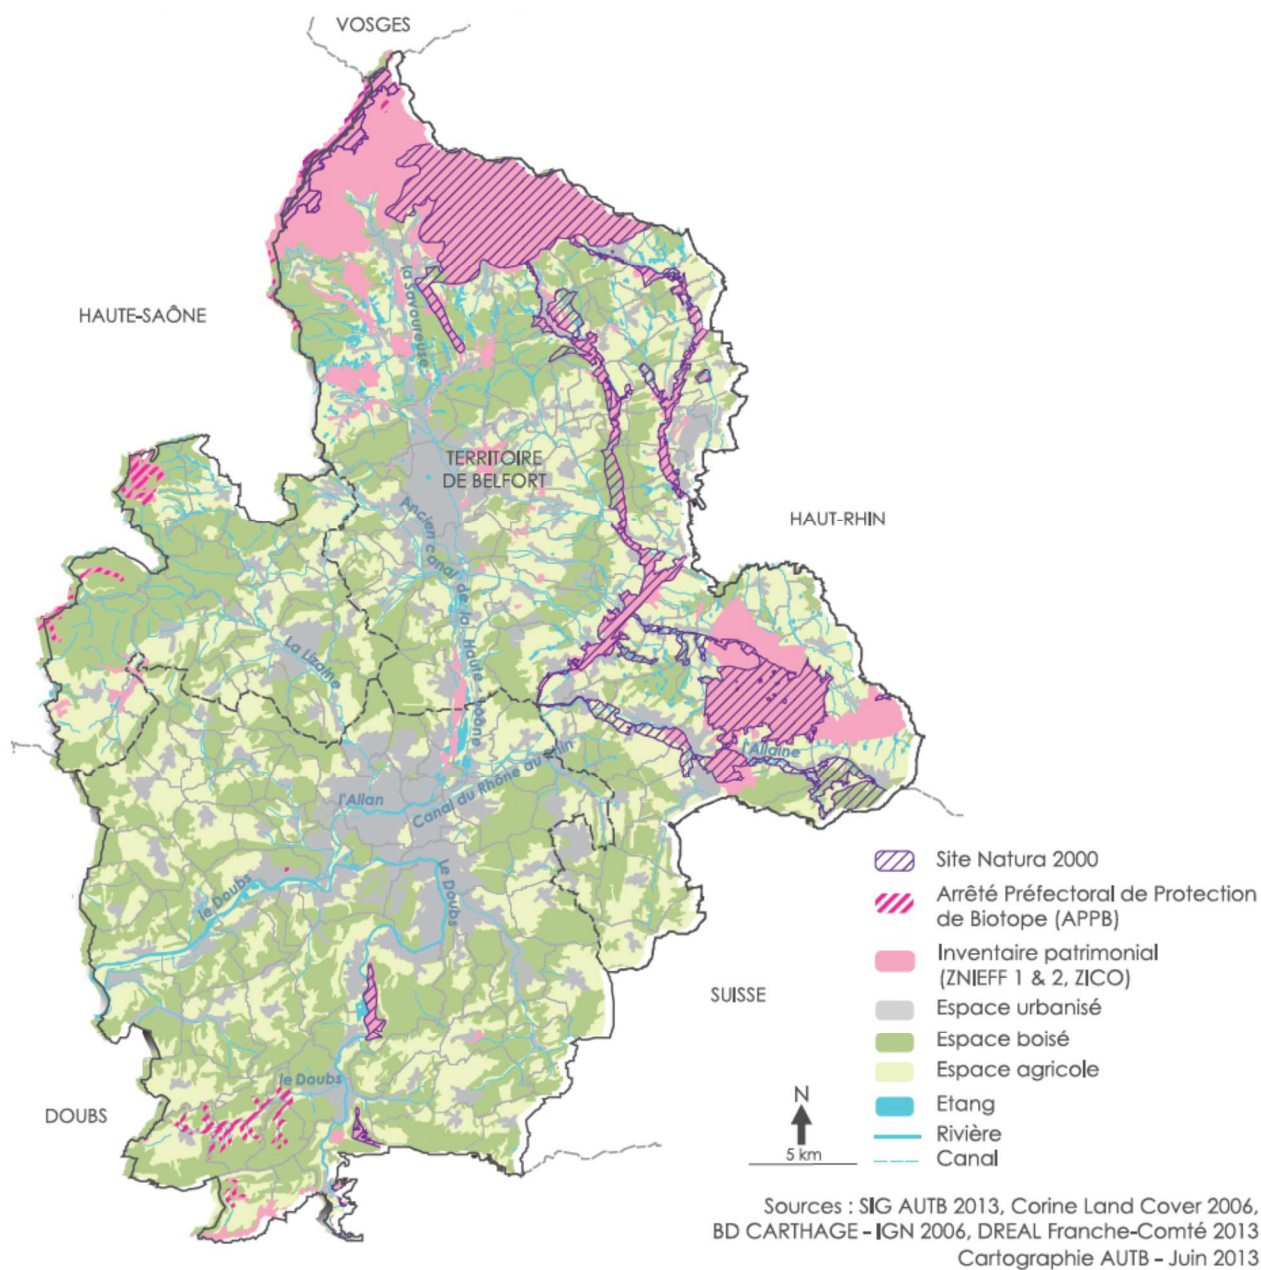 VOSGES
HAUTE-SAÔNE
la Savoureuse
TERRITOIRE
DE BELFORT
HAUT-RHIN
Ancien canal de la Haute-Saône
La Lizaine
l'Allaine
l'Allan
Canal du Rhône au Rhin
le Doubs
le Doubs
SUISSE
le Doubs
DOUBS
Site Natura 2000
Arrêté Préfectoral de Protection
de Biotope (APPB)
Inventaire patrimonial
(ZNIEFF 1 & 2, ZICO)
Espace urbanisé
Espace boisé
Espace agricole
Etang
Rivière
Canal
N
5 km
Sources : SIG AUTB 2013, Corine Land Cover 2006,
BD CARTHAGE - IGN 2006, DREAL Franche-Comté 2013
Cartographie AUTB - Juin 2013